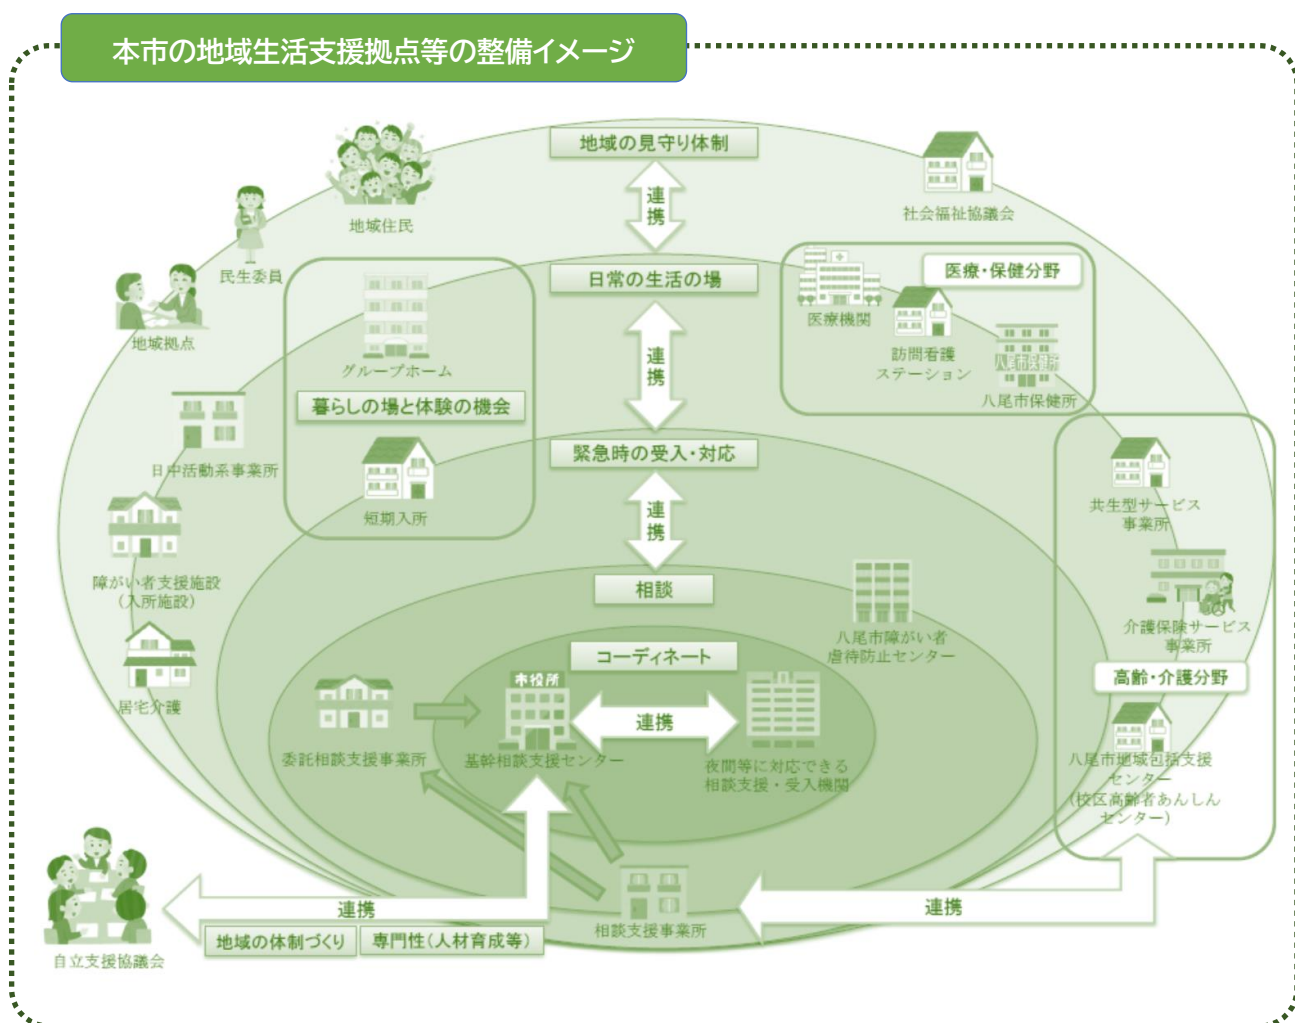 本市の地域生活支援拠点等の整備イメージ
地域の見守り体制
連
携
地域住民
社会福祉協議会
民生委員
日常の生活の場
医療・保健分野
医療機関
地域拠点
連
携
訪問看護
ステーション
グループホーム
八尾市保健所
八尾市保健所
暮らしの場と体験の機会
緊急時の受入・対応
日中活動系事業所
短期入所
連
携
共生型サービス
事業所
障がい者支援施設
(入所施設)
相談
八尾市障がい者
虐待防止センター
介護保険サービス
事業所
コーディネート
高齢・介護分野
市役所
居宅介護
連携
委託相談支援事業所
基幹相談支援センター
夜間等に対応できる
相談支援・受入機関
八尾市地域包括支援
センター
(校区高齢者あんしん
センター)
連携
連携
相談支援事業所
地域の体制づくり
専門性(人材育成等)
自立支援協議会